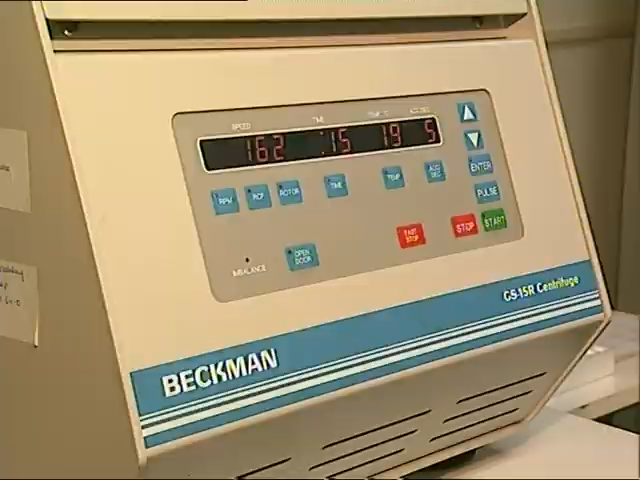 SPEED TIME TEMP °C ACC/DEC
162 :15 19 5
RPM RCF ROTOR TIME TEMP ACC/DEC
ENTER
PULSE
FAST STOP STOP START
IMBALANCE OPEN DOOR
GS-15R Centrifuge
BECKMAN